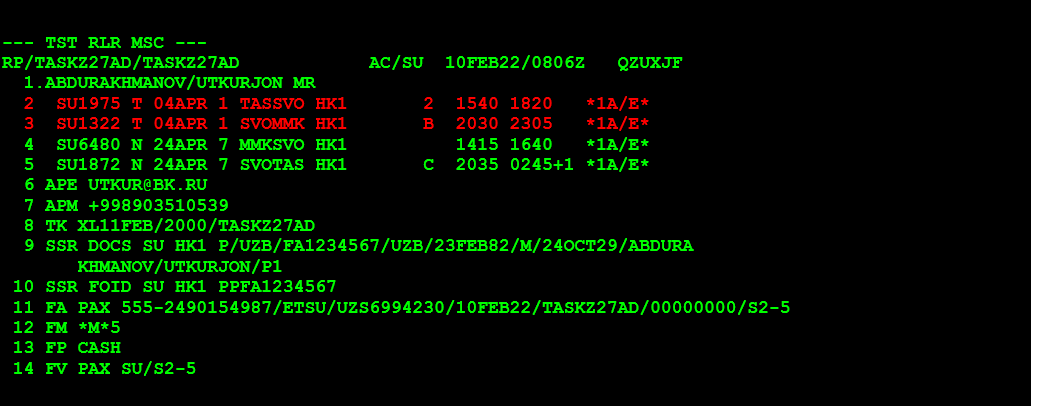 --- TST RLR MSC ---
RP/TASKZ27AD/TASKZ27AD            AC/SU  10FEB22/0806Z   QZUXJF
  1.ABDURAKHMANOV/UTKURJON MR
  2  SU1975 T 04APR 1 TASSVO HK1       2  1540 1820   *1A/E*
  3  SU1322 T 04APR 1 SVOMMK HK1       B  2030 2305   *1A/E*
  4  SU6480 N 24APR 7 MMKSVO HK1          1415 1640   *1A/E*
  5  SU1872 N 24APR 7 SVOTAS HK1       C  2035 0245+1 *1A/E*
  6 APE UTKUR@BK.RU
  7 APM +998903510539
  8 TK XL11FEB/2000/TASKZ27AD
  9 SSR DOCS SU HK1 P/UZB/FA1234567/UZB/23FEB82/M/24OCT29/ABDURA
       KHMANOV/UTKURJON/P1
 10 SSR FOID SU HK1 PPFA1234567
 11 FA PAX 555-2490154987/ETSU/UZS6994230/10FEB22/TASKZ27AD/00000000/S2-5
 12 FM *M*5
 13 FP CASH
 14 FV PAX SU/S2-5